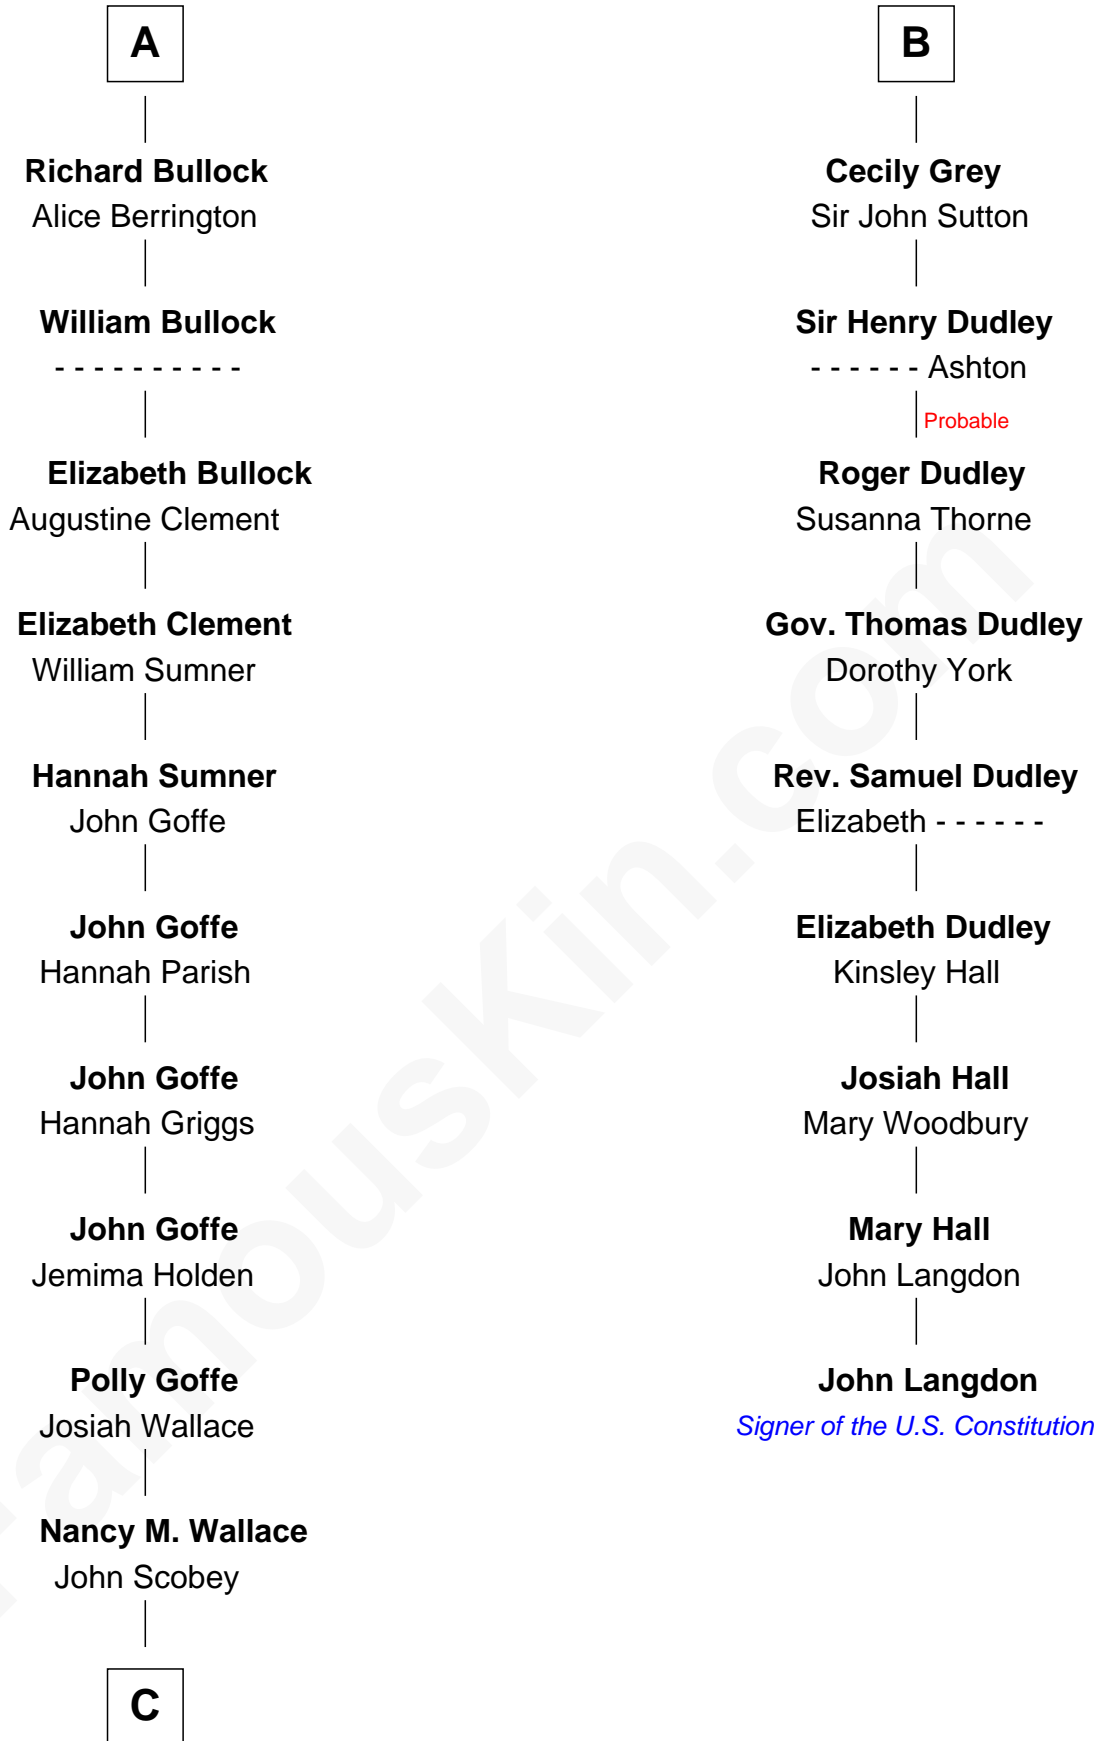 A
Richard Bullock
Alice Berrington
William Bullock
- - - - - - - - - -
Elizabeth Bullock
Augustine Clement
Elizabeth Clement
William Sumner
Hannah Sumner
John Goffe
John Goffe
Hannah Parish
John Goffe
Hannah Griggs
John Goffe
Jemima Holden
Polly Goffe
Josiah Wallace
Nancy M. Wallace
John Scobey
C
B
Cecily Grey
Sir John Sutton
Sir Henry Dudley
- - - - - - Ashton
Probable
Roger Dudley
Susanna Thorne
Gov. Thomas Dudley
Dorothy York
Rev. Samuel Dudley
Elizabeth - - - - - -
Elizabeth Dudley
Kinsley Hall
Josiah Hall
Mary Woodbury
Mary Hall
John Langdon
John Langdon
Signer of the U.S. Constitution
FamousKin.com